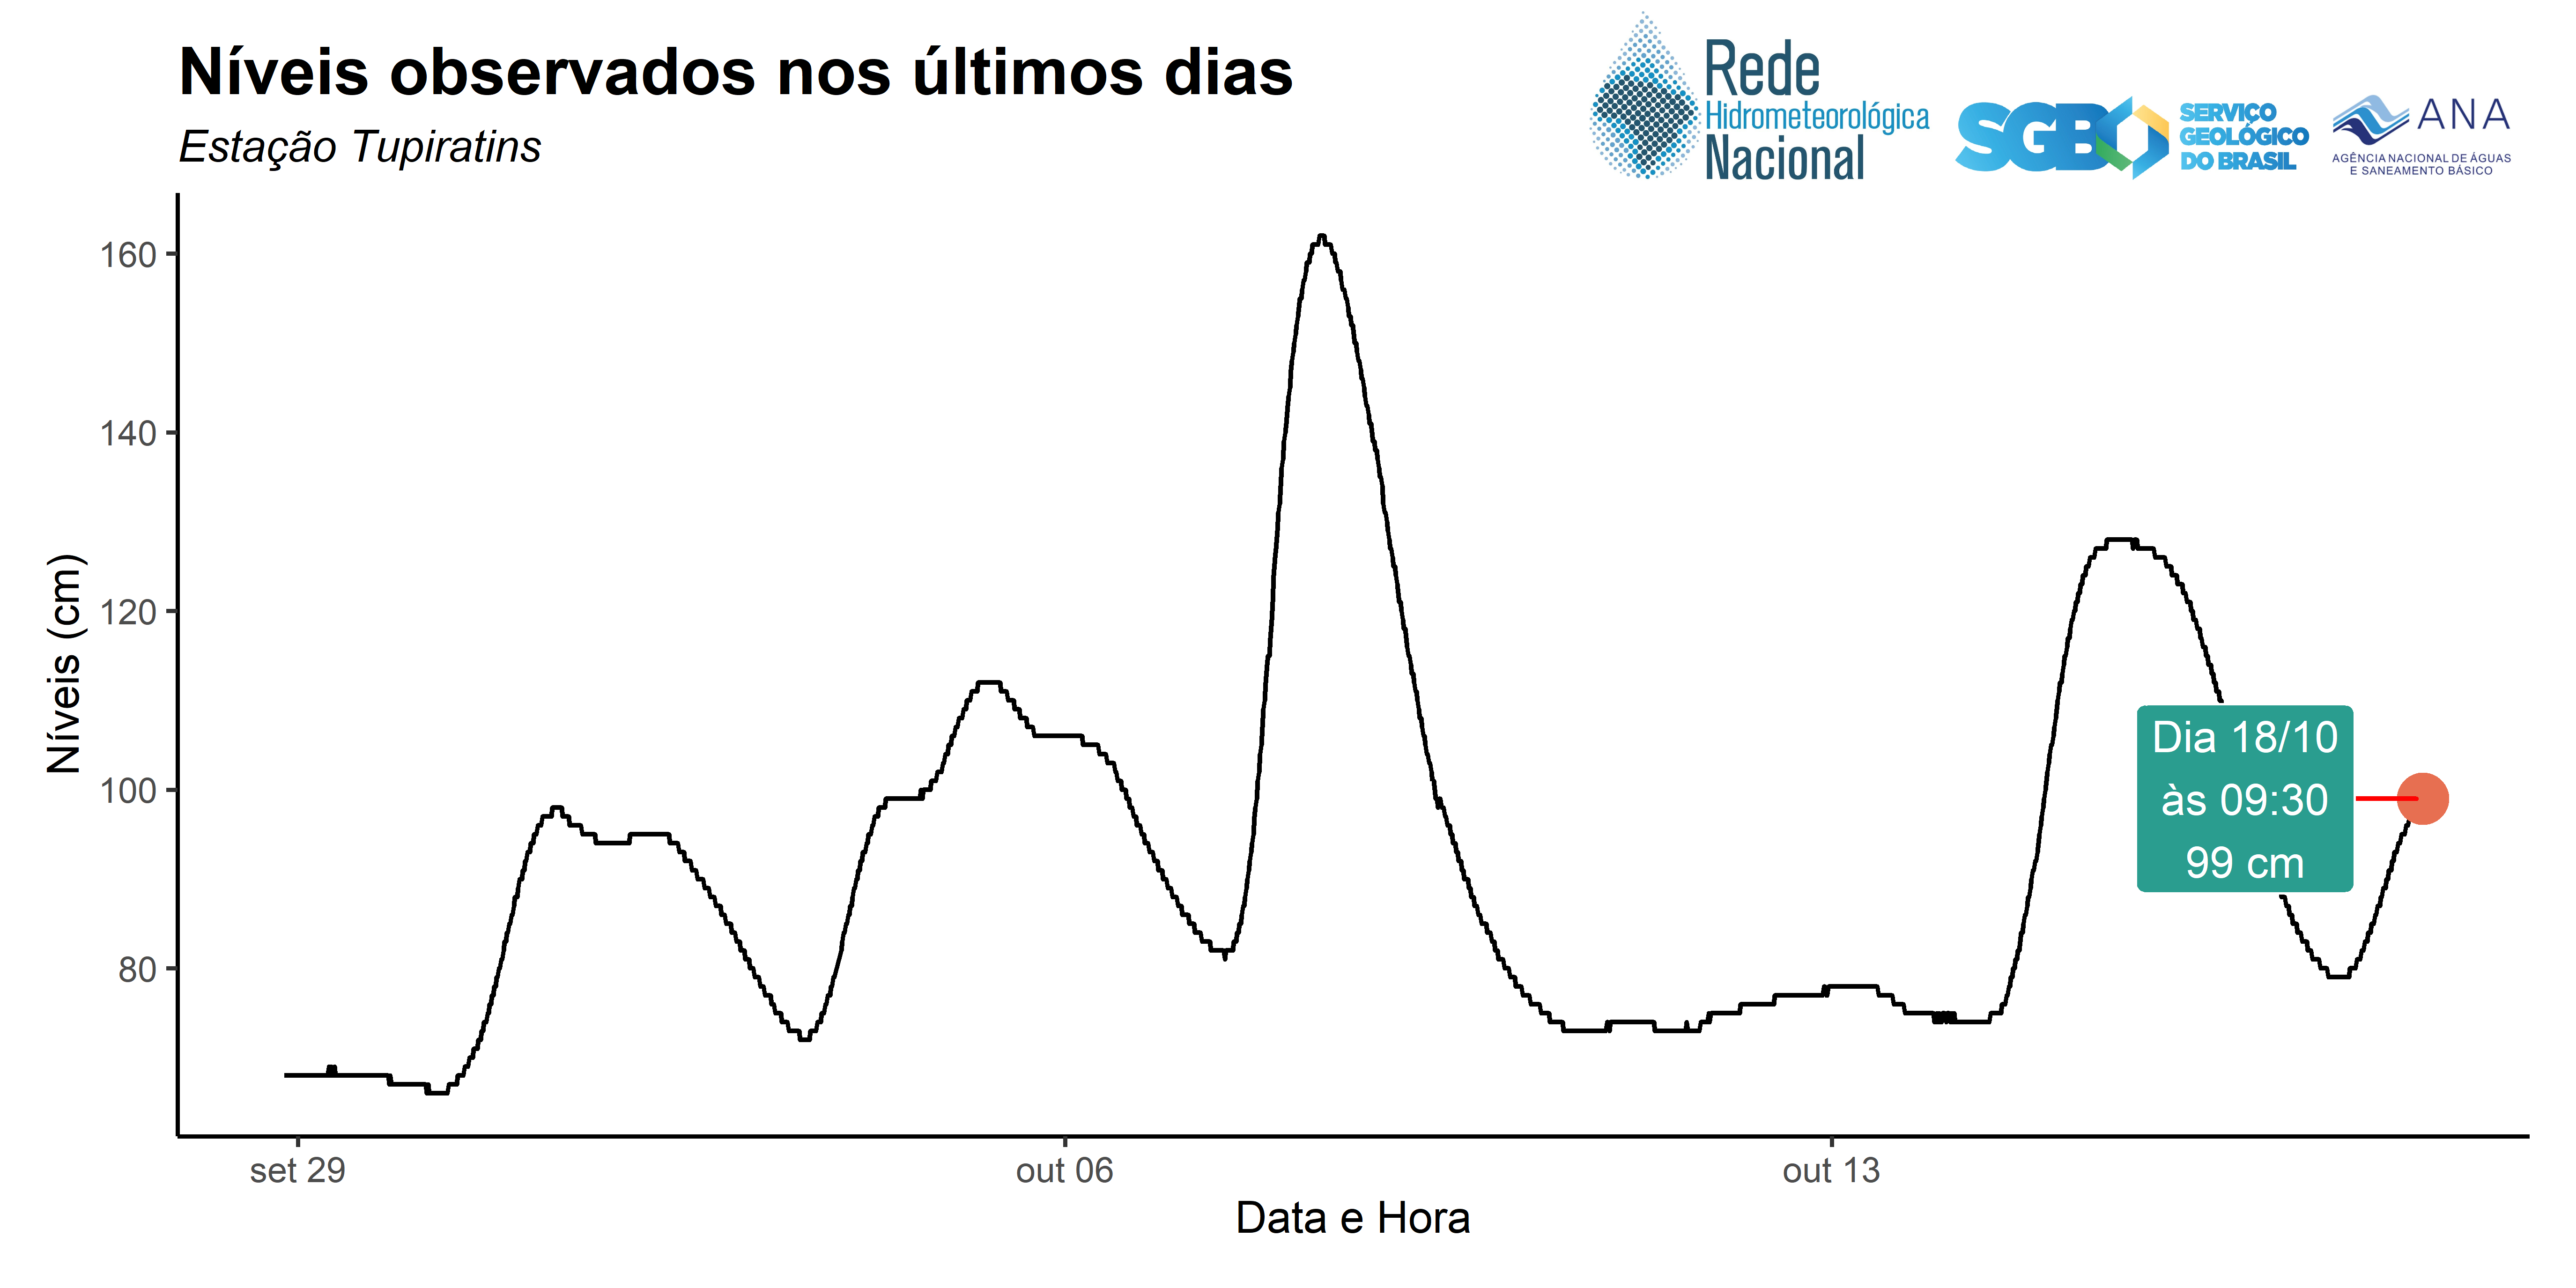 Níveis observados nos últimos dias
Estação Tupiratins
Rede
Hidrometeorológica
Nacional
SGB
SERVIÇO
GEOLÓGICO
DO BRASIL
ANA
AGÊNCIA NACIONAL DE ÁGUAS
E SANEAMENTO BÁSICO
Níveis (cm)
160
140
120
100
80
Dia 18/10
às 09:30
99 cm
set 29
out 06
out 13
Data e Hora